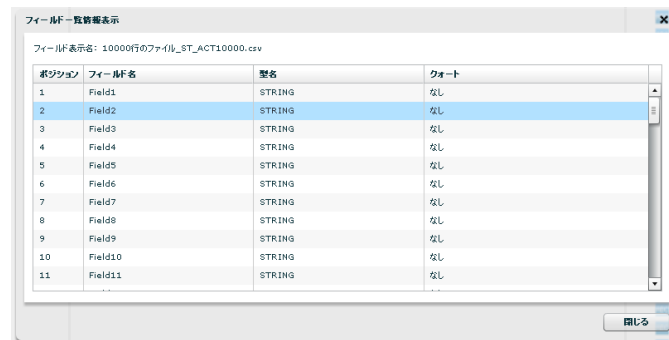 フィールド一覧情報表示
フィールド表示名: 10000行のファイル_ST_ACT10000.csv
ポジション フィールド名 型名 クォート
1 Field1 STRING なし
2 Field2 STRING なし
3 Field3 STRING なし
4 Field4 STRING なし
5 Field5 STRING なし
6 Field6 STRING なし
7 Field7 STRING なし
8 Field8 STRING なし
9 Field9 STRING なし
10 Field10 STRING なし
11 Field11 STRING なし
閉じる